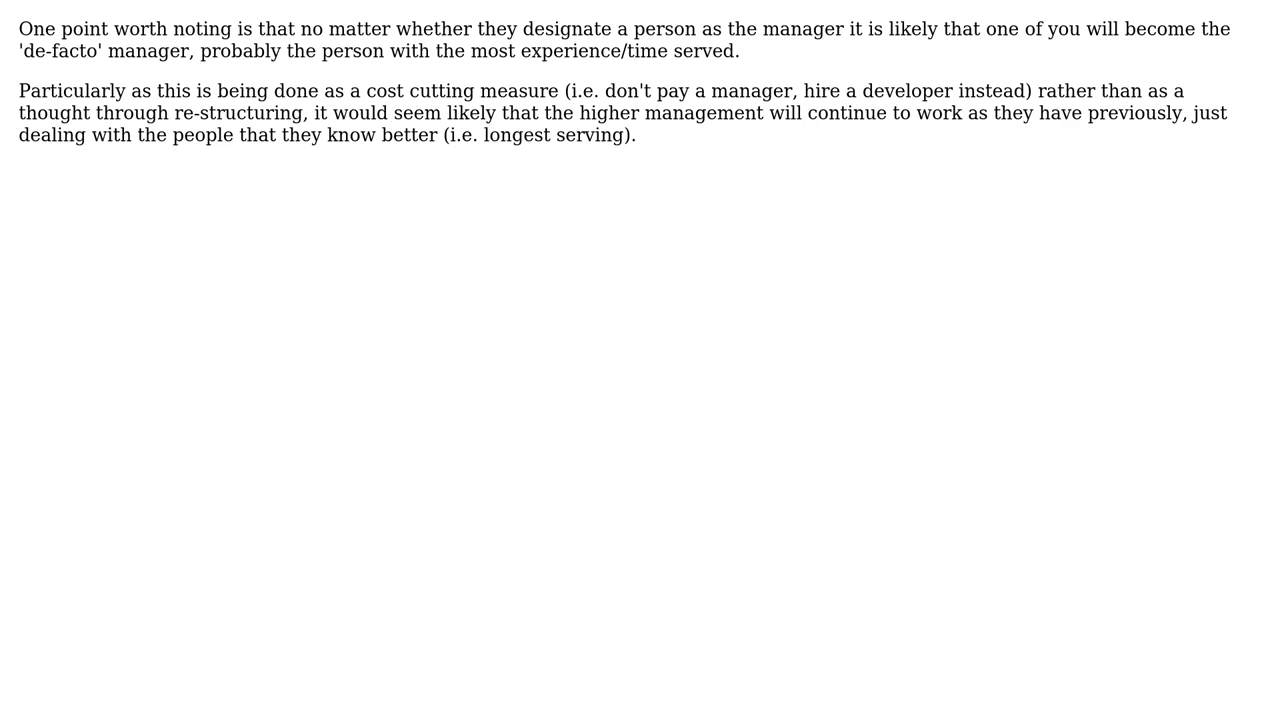 One point worth noting is that no matter whether they designate a person as the manager it is likely that one of you will become the
'de-facto' manager, probably the person with the most experience/time served.
Particularly as this is being done as a cost cutting measure (i.e. don't pay a manager, hire a developer instead) rather than as a
thought through re-structuring, it would seem likely that the higher management will continue to work as they have previously, just
dealing with the people that they know better (i.e. longest serving).